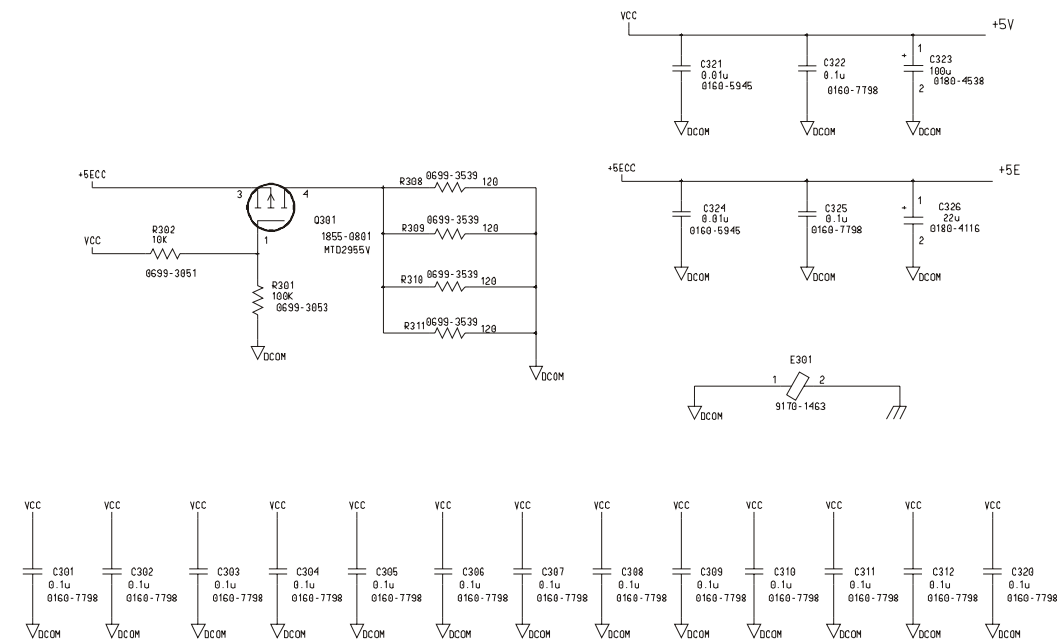 VCC
+5V
C321
0.01u
0160-5945
C322
0.1u
0160-7798
+
1
C323
100u
0180-4538
2
DCOM
DCOM
DCOM
+5ECC
+5E
C324
0.01u
0160-5945
C325
0.1u
0160-7798
+
1
C326
22u
0180-4116
2
DCOM
DCOM
DCOM
+5ECC
3
4
Q301
1855-0801
MTD2955V
1
VCC
R302
10K
0699-3051
R301
100K
0699-3053
DCOM
R308
0699-3539
120
R309
0699-3539
120
R310
0699-3539
120
R311
0699-3539
120
DCOM
E301
1
2
9170-1463
DCOM
VCC VCC VCC VCC VCC VCC VCC VCC VCC VCC VCC VCC VCC
C301 C302 C303 C304 C305 C306 C307 C308 C309 C310 C311 C312 C320
0.1u 0.1u 0.1u 0.1u 0.1u 0.1u 0.1u 0.1u 0.1u 0.1u 0.1u 0.1u 0.1u
0160-7798 0160-7798 0160-7798 0160-7798 0160-7798 0160-7798 0160-7798 0160-7798 0160-7798 0160-7798 0160-7798 0160-7798 0160-7798
DCOM DCOM DCOM DCOM DCOM DCOM DCOM DCOM DCOM DCOM DCOM DCOM DCOM